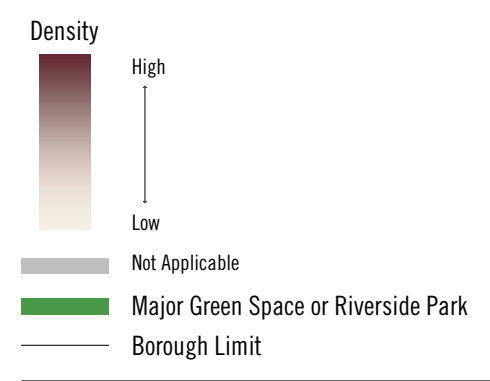 Density
High
Low
Not Applicable
Major Green Space or Riverside Park
Borough Limit